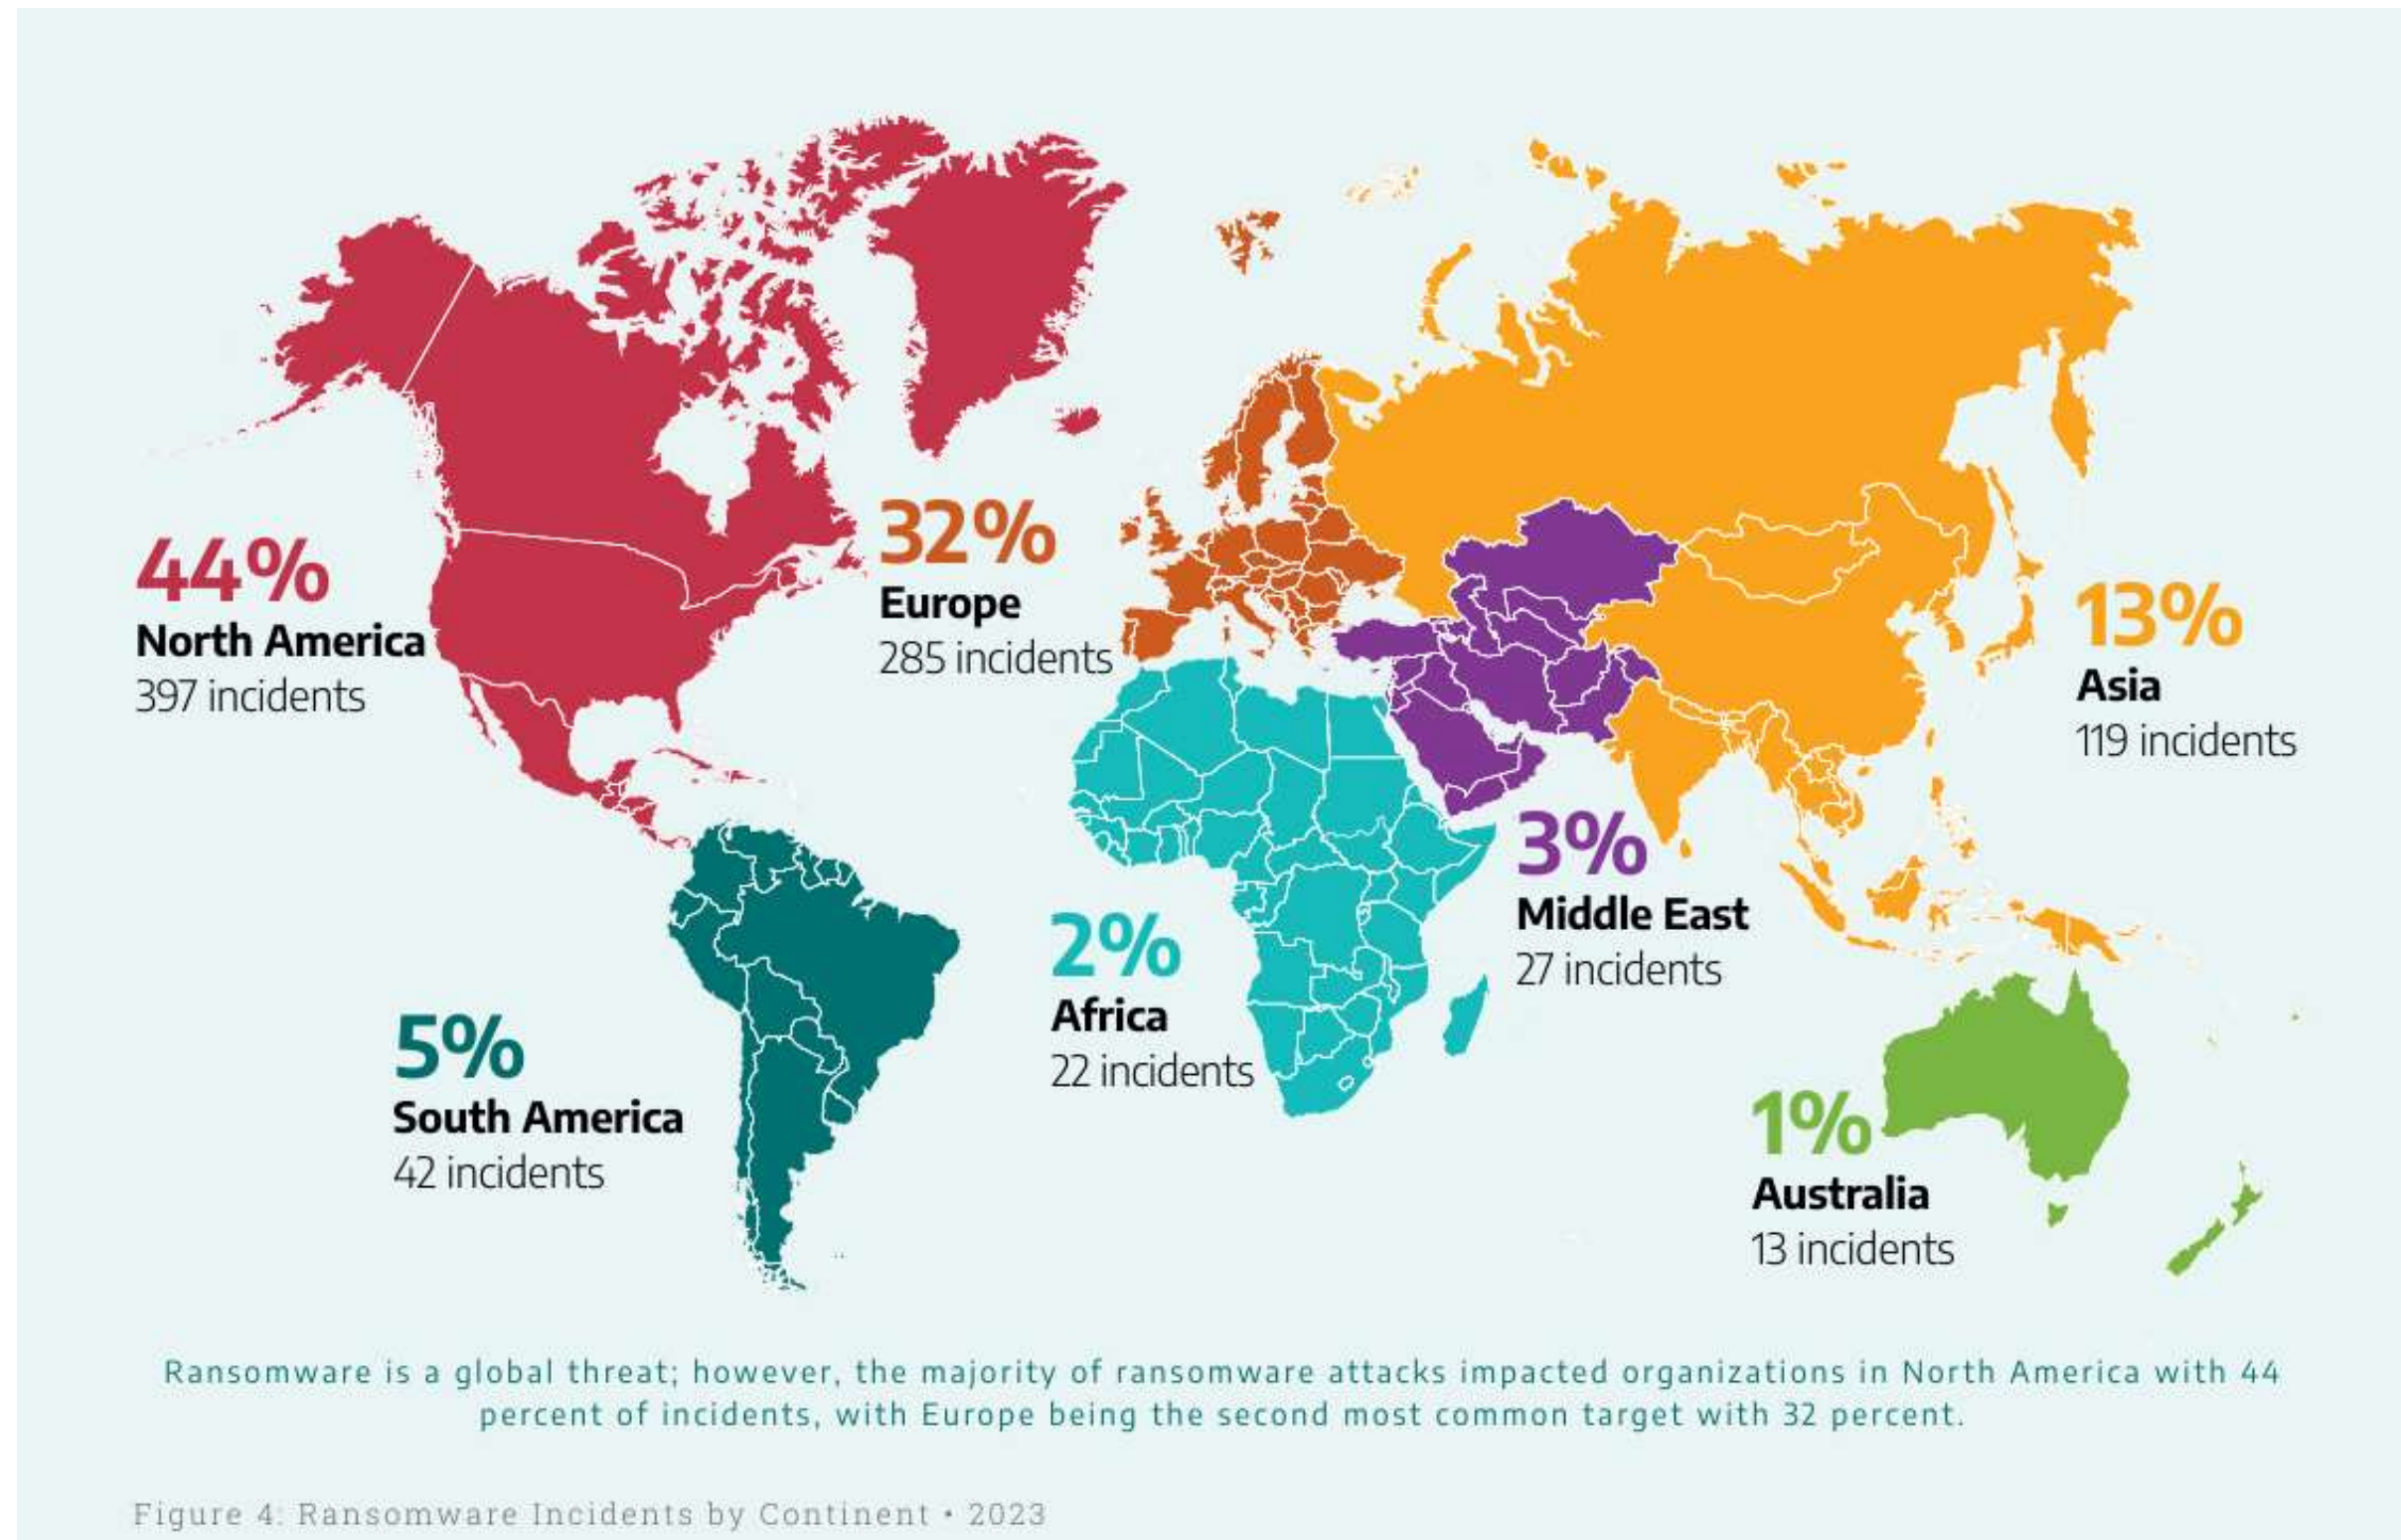 44%
North America
397 incidents
32%
Europe
285 incidents
13%
Asia
119 incidents
3%
Middle East
27 incidents
2%
Africa
22 incidents
5%
South America
42 incidents
1%
Australia
13 incidents
Ransomware is a global threat; however, the majority of ransomware attacks impacted organizations in North America with 44
percent of incidents, with Europe being the second most common target with 32 percent.
Figure 4: Ransomware Incidents by Continent • 2023